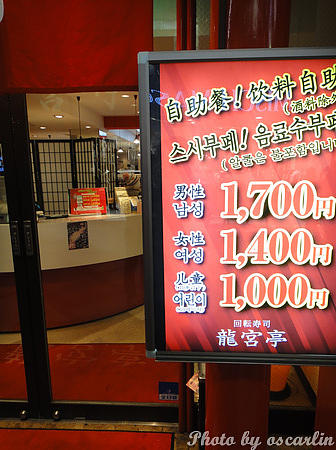 自助餐！饮料自助
（酒料除
스시부페！음료수부페
（알콜은 불포함입니
男性
남성
1,700円
女性
여성
1,400円
儿童
어린이
1,000円
回転寿司
龍宮亭
Photo by oscarlin